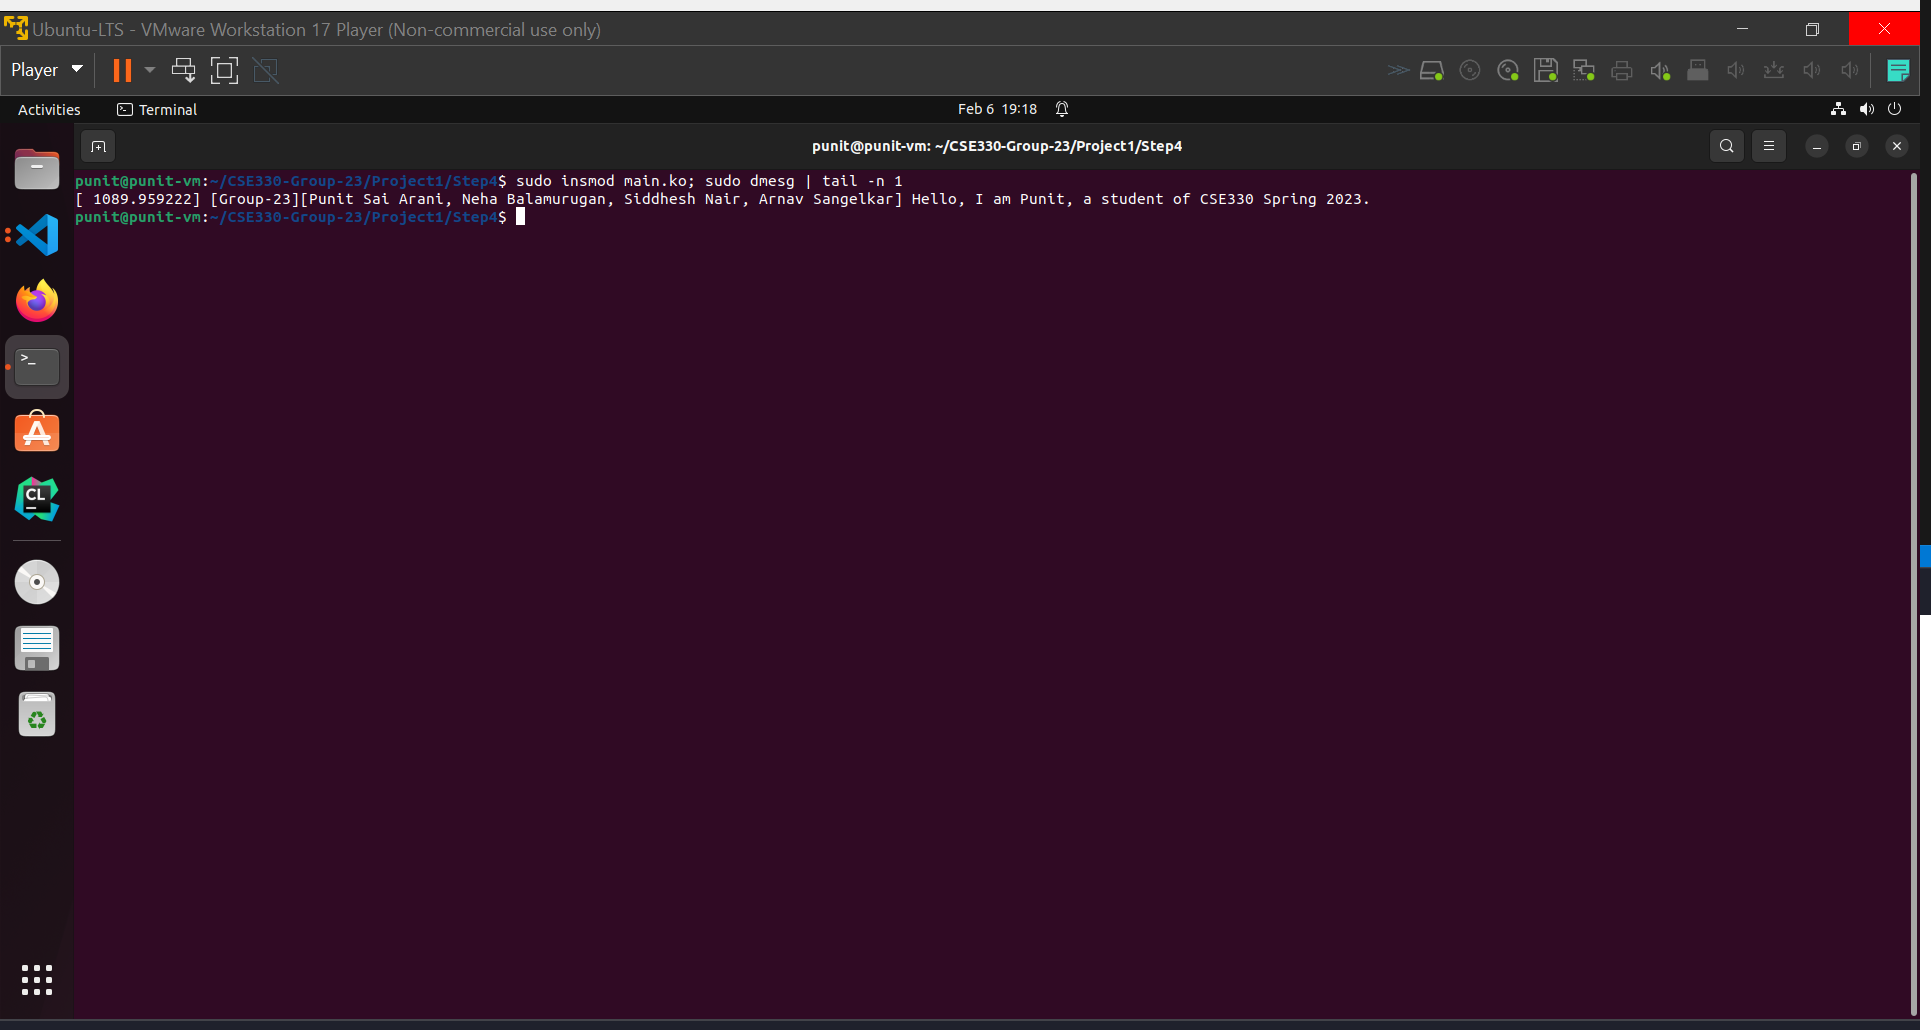 Ubuntu-LTS - VMware Workstation 17 Player (Non-commercial use only)
Player
Activities
Terminal
Feb 6 19:18
punit@punit-vm: ~/CSE330-Group-23/Project1/Step4
punit@punit-vm:~/CSE330-Group-23/Project1/Step4$ sudo insmod main.ko; sudo dmesg | tail -n 1
[ 1089.959222] [Group-23][Punit Sai Arani, Neha Balamurugan, Siddhesh Nair, Arnav Sangelkar] Hello, I am Punit, a student of CSE330 Spring 2023.
punit@punit-vm:~/CSE330-Group-23/Project1/Step4$
>_
CL